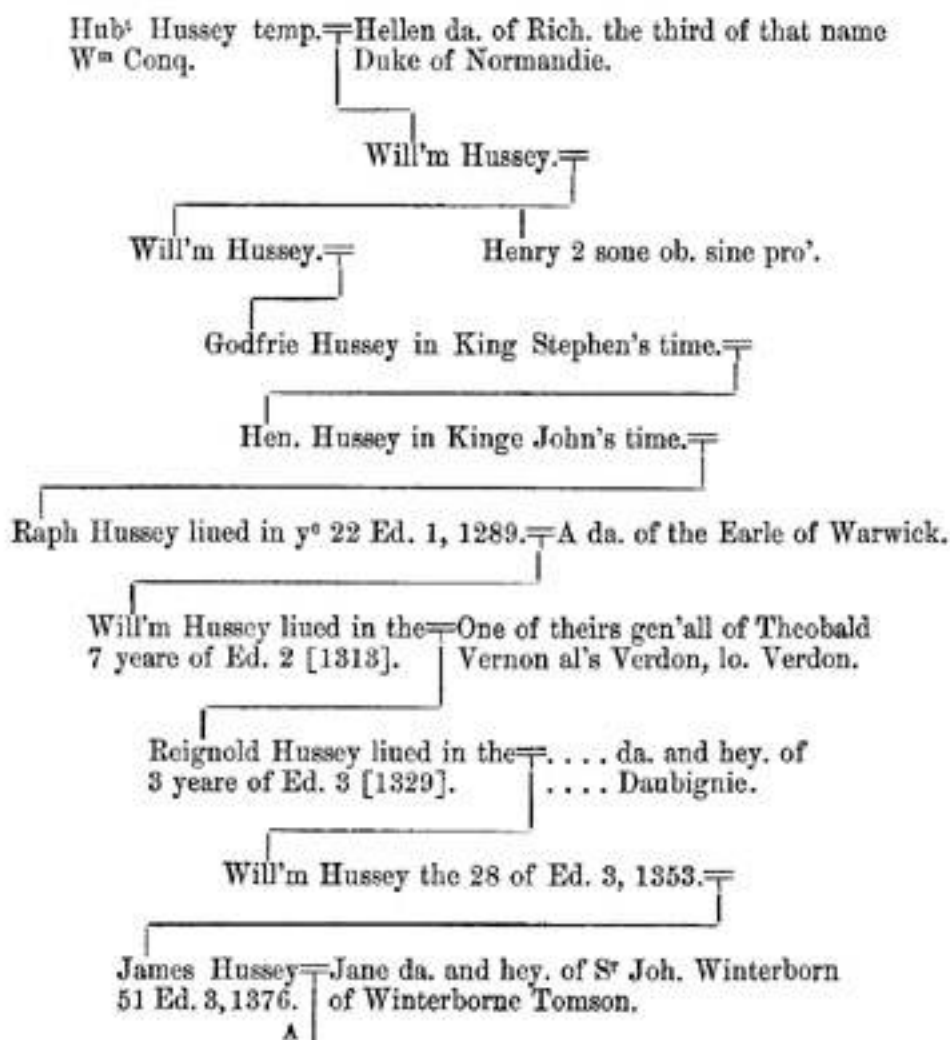 Hubt Hussey temp. Hellen da. of Rich. the third of that name
Wm Conq. Duke of Normandie.
Will'm Hussey.
Will'm Hussey. Henry 2 sone ob. sine pro'.
Godfrie Hussey in King Stephen's time.
Hen. Hussey in Kinge John's time.
Raph Hussey liued in ye 22 Ed. 1, 1289. A da. of the Earle of Warwick.
Will'm Hussey liued in the One of theirs gen'all of Theobald
7 yeare of Ed. 2 [1313]. Vernon al's Verdon, lo. Verdon.
Reignold Hussey liued in the . . . . da. and hey. of
3 yeare of Ed. 3 [1329]. . . . . Daubignie.
Will'm Hussey the 28 of Ed. 3, 1353.
James Hussey Jane da. and hey. of Sr Joh. Winterborn
51 Ed. 3, 1376. of Winterborne Tomson.
A